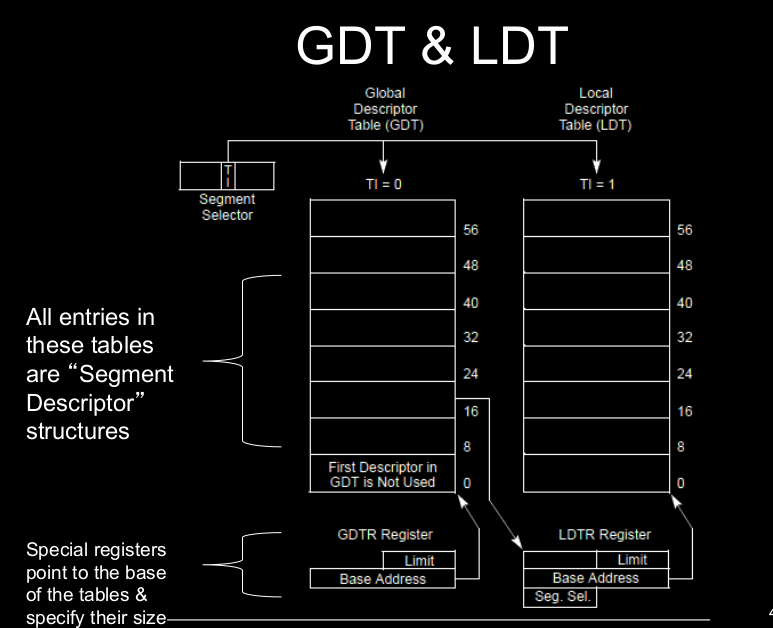 GDT & LDT
Global
Descriptor
Table (GDT)
Local
Descriptor
Table (LDT)
T
I
Segment
Selector
TI = 0
TI = 1
56
48
40
32
24
16
8
0
56
48
40
32
24
16
8
0
First Descriptor in
GDT is Not Used
All entries in
these tables
are “Segment
Descriptor”
structures
GDTR Register
Limit
Base Address
LDTR Register
Limit
Base Address
Seg. Sel.
Special registers
point to the base
of the tables &
specify their size